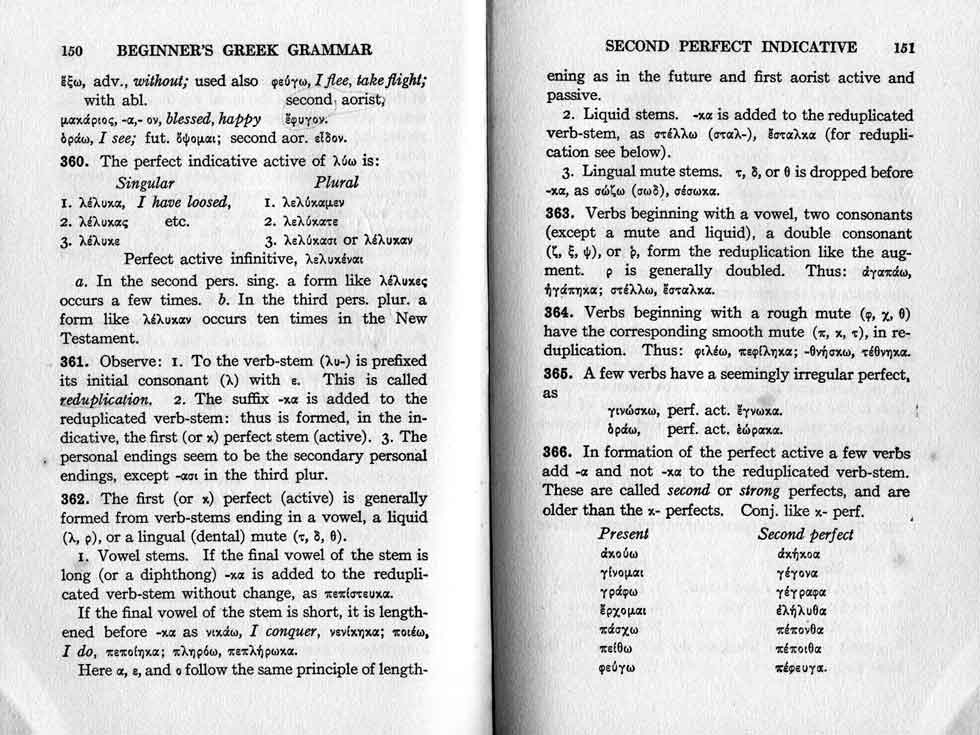 150 BEGINNER'S GREEK GRAMMAR
ἔξω, adv., without; used also
with abl.
μακάριος, -α,- ον, blessed, happy
φεύγω, I flee, take flight;
second aorist,
ἔφυγον.
ὁράω, I see; fut. ὄψομαι; second aor. εἶδον.
360. The perfect indicative active of λύω is:
Singular Plural
1. λέλυκα, I have loosed, 1. λελύκαμεν
2. λέλυκας etc. 2. λελύκατε
3. λέλυκε 3. λελύκασι or λέλυκαν
Perfect active infinitive, λελυκέναι
a. In the second pers. sing. a form like λέλυκες
occurs a few times. b. In the third pers. plur. a
form like λέλυκαν occurs ten times in the New
Testament.
361. Observe: 1. To the verb-stem (λυ-) is prefixed
its initial consonant (λ) with ε. This is called
reduplication. 2. The suffix -κα is added to the
reduplicated verb-stem: thus is formed, in the in-
dicative, the first (or κ) perfect stem (active). 3. The
personal endings seem to be the secondary personal
endings, except -ασι in the third plur.
362. The first (or κ) perfect (active) is generally
formed from verb-stems ending in a vowel, a liquid
(λ, ρ), or a lingual (dental) mute (τ, δ, θ).
1. Vowel stems. If the final vowel of the stem is
long (or a diphthong) -κα is added to the redupli-
cated verb-stem without change, as πεπίστευκα.
If the final vowel of the stem is short, it is length-
ened before -κα as νικάω, I conquer, νενίκηκα; ποιέω,
I do, πεποίηκα; πληρόω, πεπλήρωκα.
Here α, ε, and ο follow the same principle of length-
SECOND PERFECT INDICATIVE 151
ening as in the future and first aorist active and
passive.
2. Liquid stems. -κα is added to the reduplicated
verb-stem, as στέλλω (σταλ-), ἔσταλκα (for redupli-
cation see below).
3. Lingual mute stems. τ, δ, or θ is dropped before
-κα, as σώζω (σωδ), σέσωκα.
363. Verbs beginning with a vowel, two consonants
(except a mute and liquid), a double consonant
(ζ, ξ, ψ), or ῥ, form the reduplication like the aug-
ment. ρ is generally doubled. Thus: ἀγαπάω,
ἠγάπηκα; στέλλω, ἔσταλκα.
364. Verbs beginning with a rough mute (φ, χ, θ)
have the corresponding smooth mute (π, κ, τ), in re-
duplication. Thus: φιλέω, πεφίληκα; -θνήσκω, τέθνηκα.
365. A few verbs have a seemingly irregular perfect,
as
γινώσκω, perf. act. ἔγνωκα.
ὁράω, perf. act. ἑώρακα.
366. In formation of the perfect active a few verbs
add -α and not -κα to the reduplicated verb-stem.
These are called second or strong perfects, and are
older than the κ- perfects. Conj. like κ- perf.
Present Second perfect
ἀκούω ἀκήκοα
γίνομαι γέγονα
γράφω γέγραφα
ἔρχομαι ἐλήλυθα
πάσχω πέπονθα
πείθω πέποιθα
φεύγω πέφευγα.